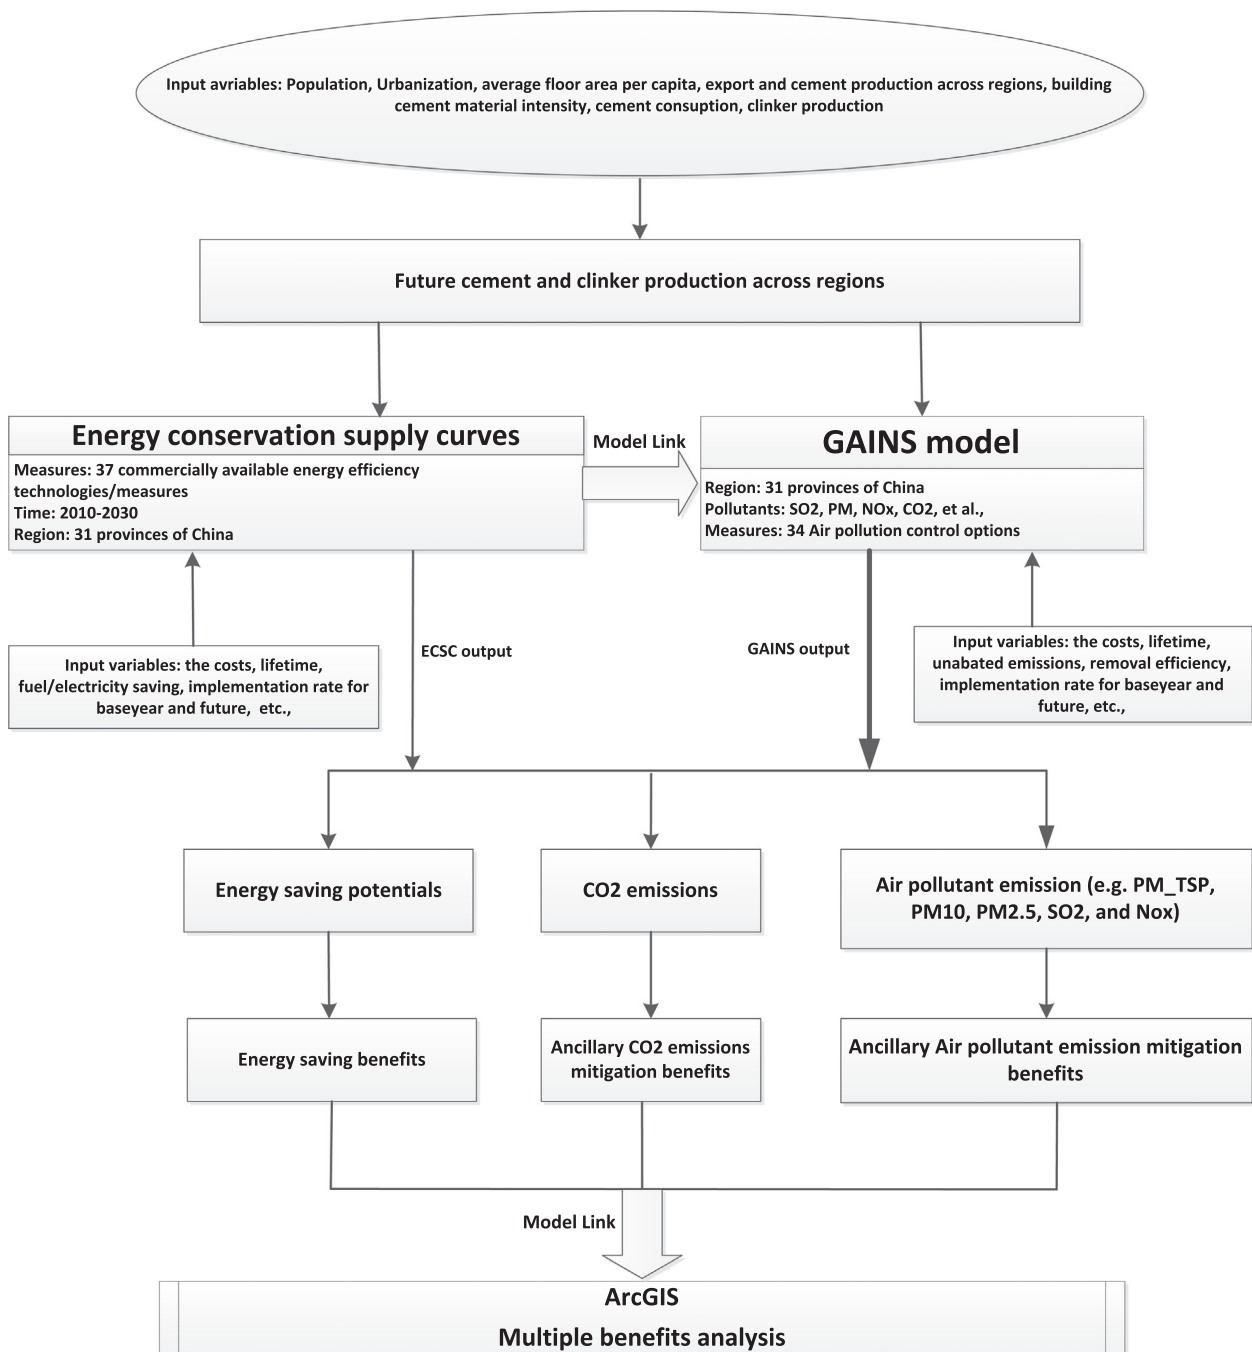 Input avriables: Population, Urbanization, average floor area per capita, export and cement production across regions, building
cement material intensity, cement consuption, clinker production
Future cement and clinker production across regions
Energy conservation supply curves
Measures: 37 commercially available energy efficiency
technologies/measures
Time: 2010-2030
Region: 31 provinces of China
Model Link
GAINS model
Region: 31 provinces of China
Pollutants: SO2, PM, NOx, CO2, et al.,
Measures: 34 Air pollution control options
Input variables: the costs, lifetime,
fuel/electricity saving, implementation rate for
baseyear and future, etc.,
ECSC output
GAINS output
Input variables: the costs, lifetime,
unabated emissions, removal efficiency,
implementation rate for baseyear and
future, etc.,
Energy saving potentials
CO2 emissions
Air pollutant emission (e.g. PM_TSP,
PM10, PM2.5, SO2, and Nox)
Energy saving benefits
Ancillary CO2 emissions
mitigation benefits
Ancillary Air pollutant emission mitigation
benefits
Model Link
ArcGIS
Multiple benefits analysis